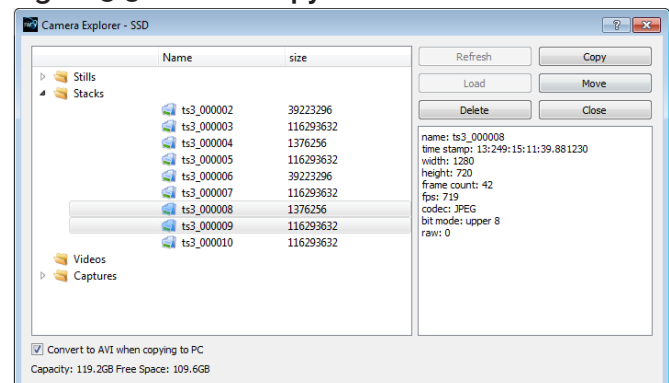 Camera Explorer - SSD
Name size
Refresh Copy
Load Move
Delete Close
Stills
Stacks
ts3_000002 39223296
ts3_000003 116293632
ts3_000004 1376256
ts3_000005 116293632
ts3_000006 39223296
ts3_000007 116293632
ts3_000008 1376256
ts3_000009 116293632
ts3_000010 116293632
Videos
Captures
name: ts3_000008
time stamp: 13:249:15:11:39.881230
width: 1280
height: 720
frame count: 42
fps: 719
codec: JPEG
bit mode: upper 8
raw: 0
Convert to AVI when copying to PC
Capacity: 119.2GB Free Space: 109.6GB